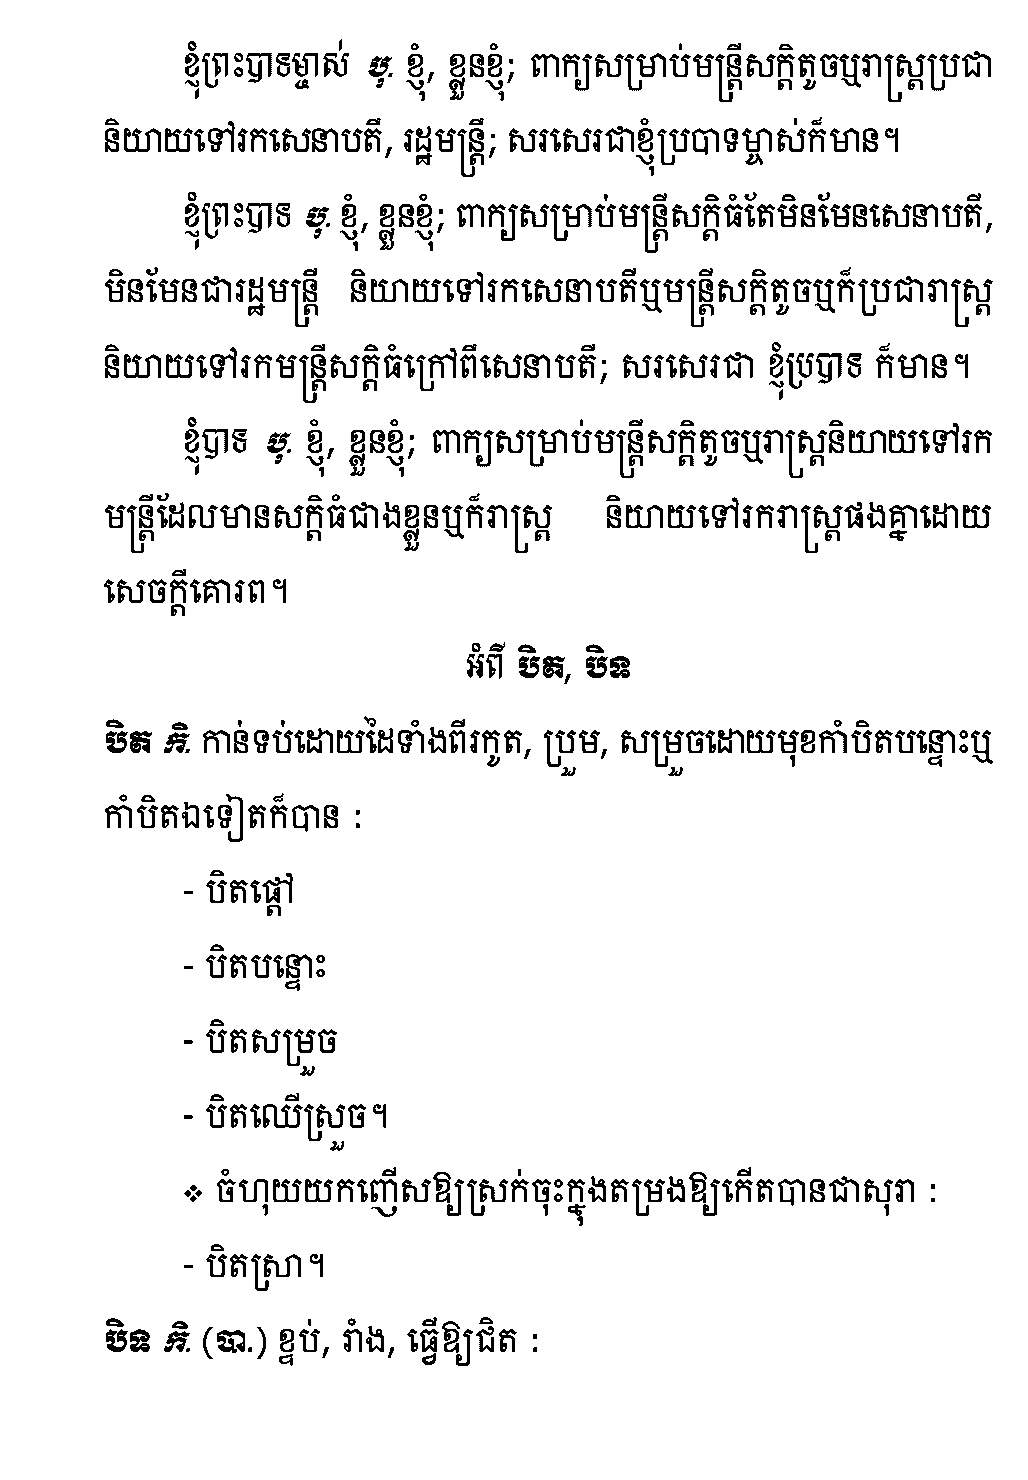 ខ្ញុំព្រះបាទម្ចាស់ បុ. ខ្ញុំ, ខ្លួនខ្ញុំ; ពាក្យសម្រាប់មន្ត្រីសក្តិតូចឬរាស្ត្រប្រជា
និយាយទៅរកសេនាបតី, រដ្ឋមន្ត្រី; សរសេរជាខ្ញុំប្របាទម្ចាស់ក៏មាន។
ខ្ញុំព្រះបាទ បុ. ខ្ញុំ, ខ្លួនខ្ញុំ; ពាក្យសម្រាប់មន្ត្រីសក្តិធំតែមិនមែនសេនាបតី,
មិនមែនជារដ្ឋមន្ត្រី និយាយទៅរកសេនាបតីឬមន្ត្រីសក្តិតូចឬក៏ប្រជារាស្ត្រ
និយាយទៅរកមន្ត្រីសក្តិធំក្រៅពីសេនាបតី; សរសេរជា ខ្ញុំប្របាទ ក៏មាន។
ខ្ញុំបាទ បុ. ខ្ញុំ, ខ្លួនខ្ញុំ; ពាក្យសម្រាប់មន្ត្រីសក្តិតូចឬរាស្ត្រនិយាយទៅរក
មន្ត្រីដែលមានសក្តិធំជាងខ្លួនឬក៏រាស្ត្រ និយាយទៅរករាស្ត្រផងគ្នាដោយ
សេចក្តីគោរព។
អំពី បិត, បិទ
បិត កិ. កាន់ទប់ដោយដៃទាំងពីរកូត, ប្រួម, សម្រួចដោយមុខកាំបិតបន្ទោះឬ
កាំបិតឯទៀតក៏បាន :
- បិតផ្តៅ
- បិតបន្ទោះ
- បិតសម្រួច
- បិតឈើស្រួច។
❖ ចំហុយយកញើសឱ្យស្រក់ចុះក្នុងតម្រងឱ្យកើតបានជាសុរា :
- បិតស្រា។
បិទ កិ. (បា.) ខ្ទប់, រាំង, ធ្វើឱ្យជិត :